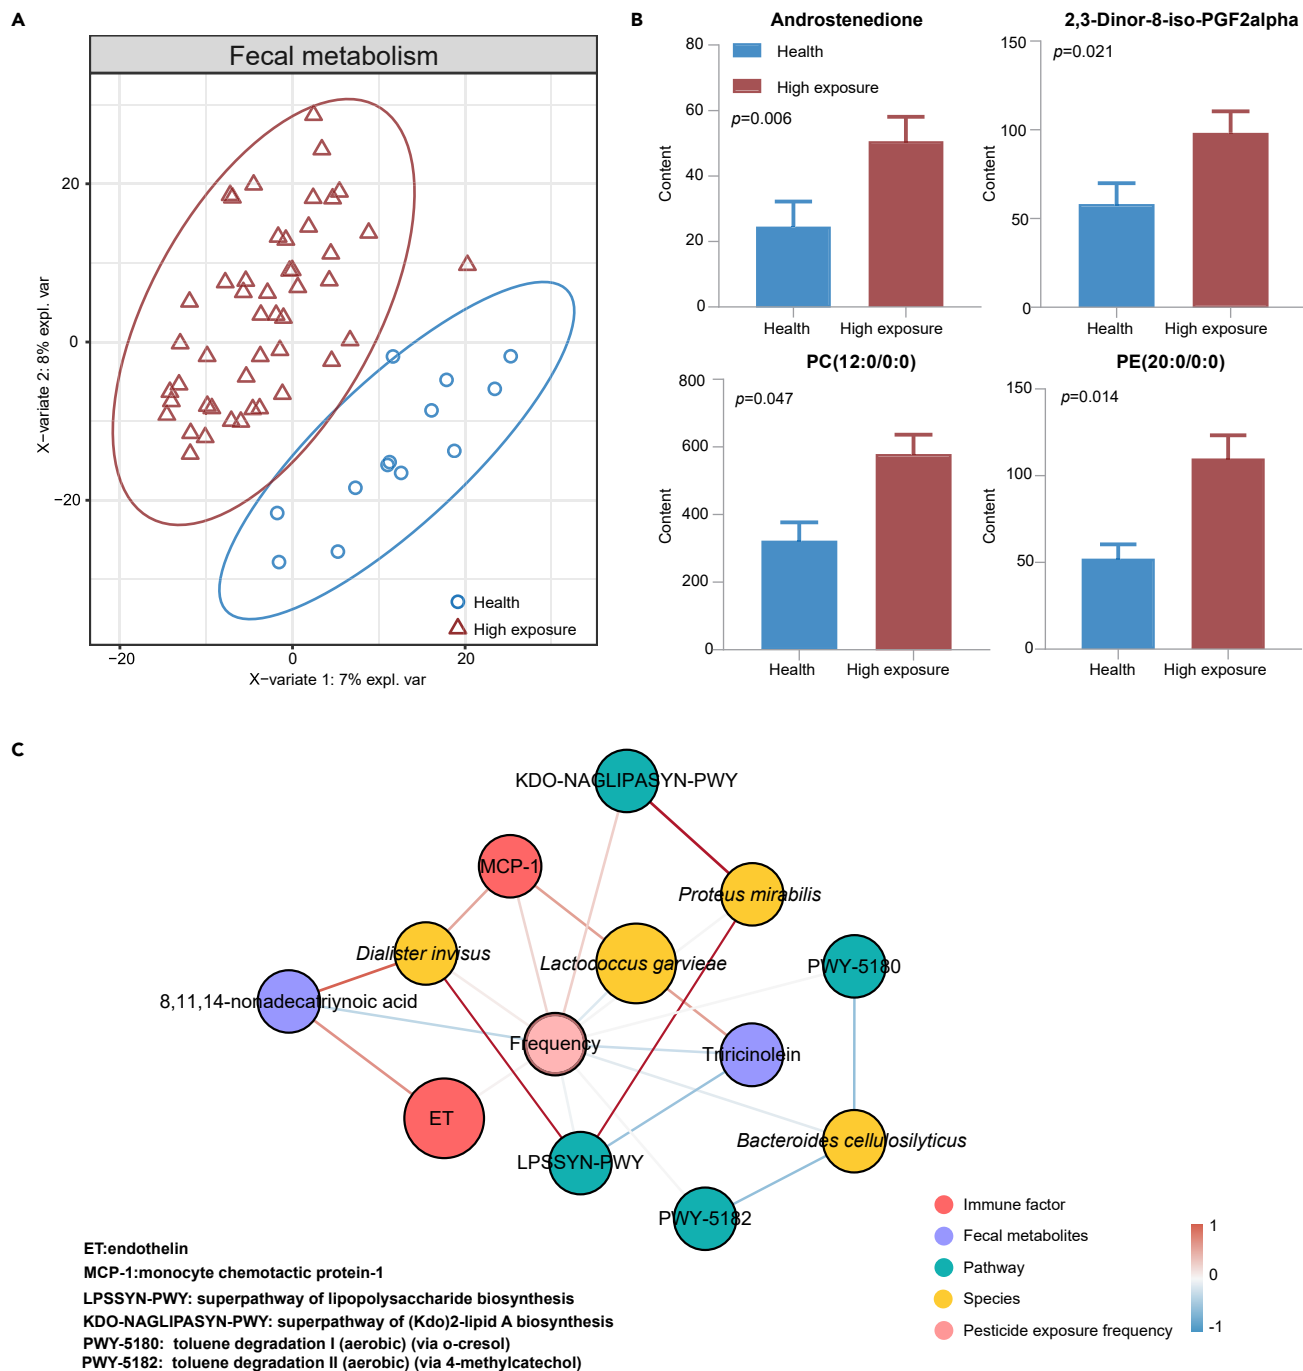 A
Fecal metabolism
20
0
−20
−20
0
20
X−variate 2: 8% expl. var
X−variate 1: 7% expl. var
Health
High exposure
B
Androstenedione
80
60
40
20
0
Content
Health
High exposure
p=0.006
Health
High exposure
2,3-Dinor-8-iso-PGF2alpha
150
100
50
0
Content
p=0.021
Health
High exposure
PC(12:0/0:0)
800
600
400
200
0
Content
p=0.047
Health
High exposure
PE(20:0/0:0)
150
100
50
0
Content
p=0.014
Health
High exposure
C
KDO-NAGLIPASYN-PWY
MCP-1
Proteus mirabilis
Dialister invisus
Lactococcus garvieae
PWY-5180
8,11,14-nonadecatriynoic acid
Frequency
Triricinolein
ET
Bacteroides cellulosilyticus
LPSSYN-PWY
PWY-5182
Immune factor
Fecal metabolites
Pathway
Species
Pesticide exposure frequency
1
0
-1
ET:endothelin
MCP-1:monocyte chemotactic protein-1
LPSSYN-PWY: superpathway of lipopolysaccharide biosynthesis
KDO-NAGLIPASYN-PWY: superpathway of (Kdo)2-lipid A biosynthesis
PWY-5180: toluene degradation I (aerobic) (via o-cresol)
PWY-5182: toluene degradation II (aerobic) (via 4-methylcatechol)